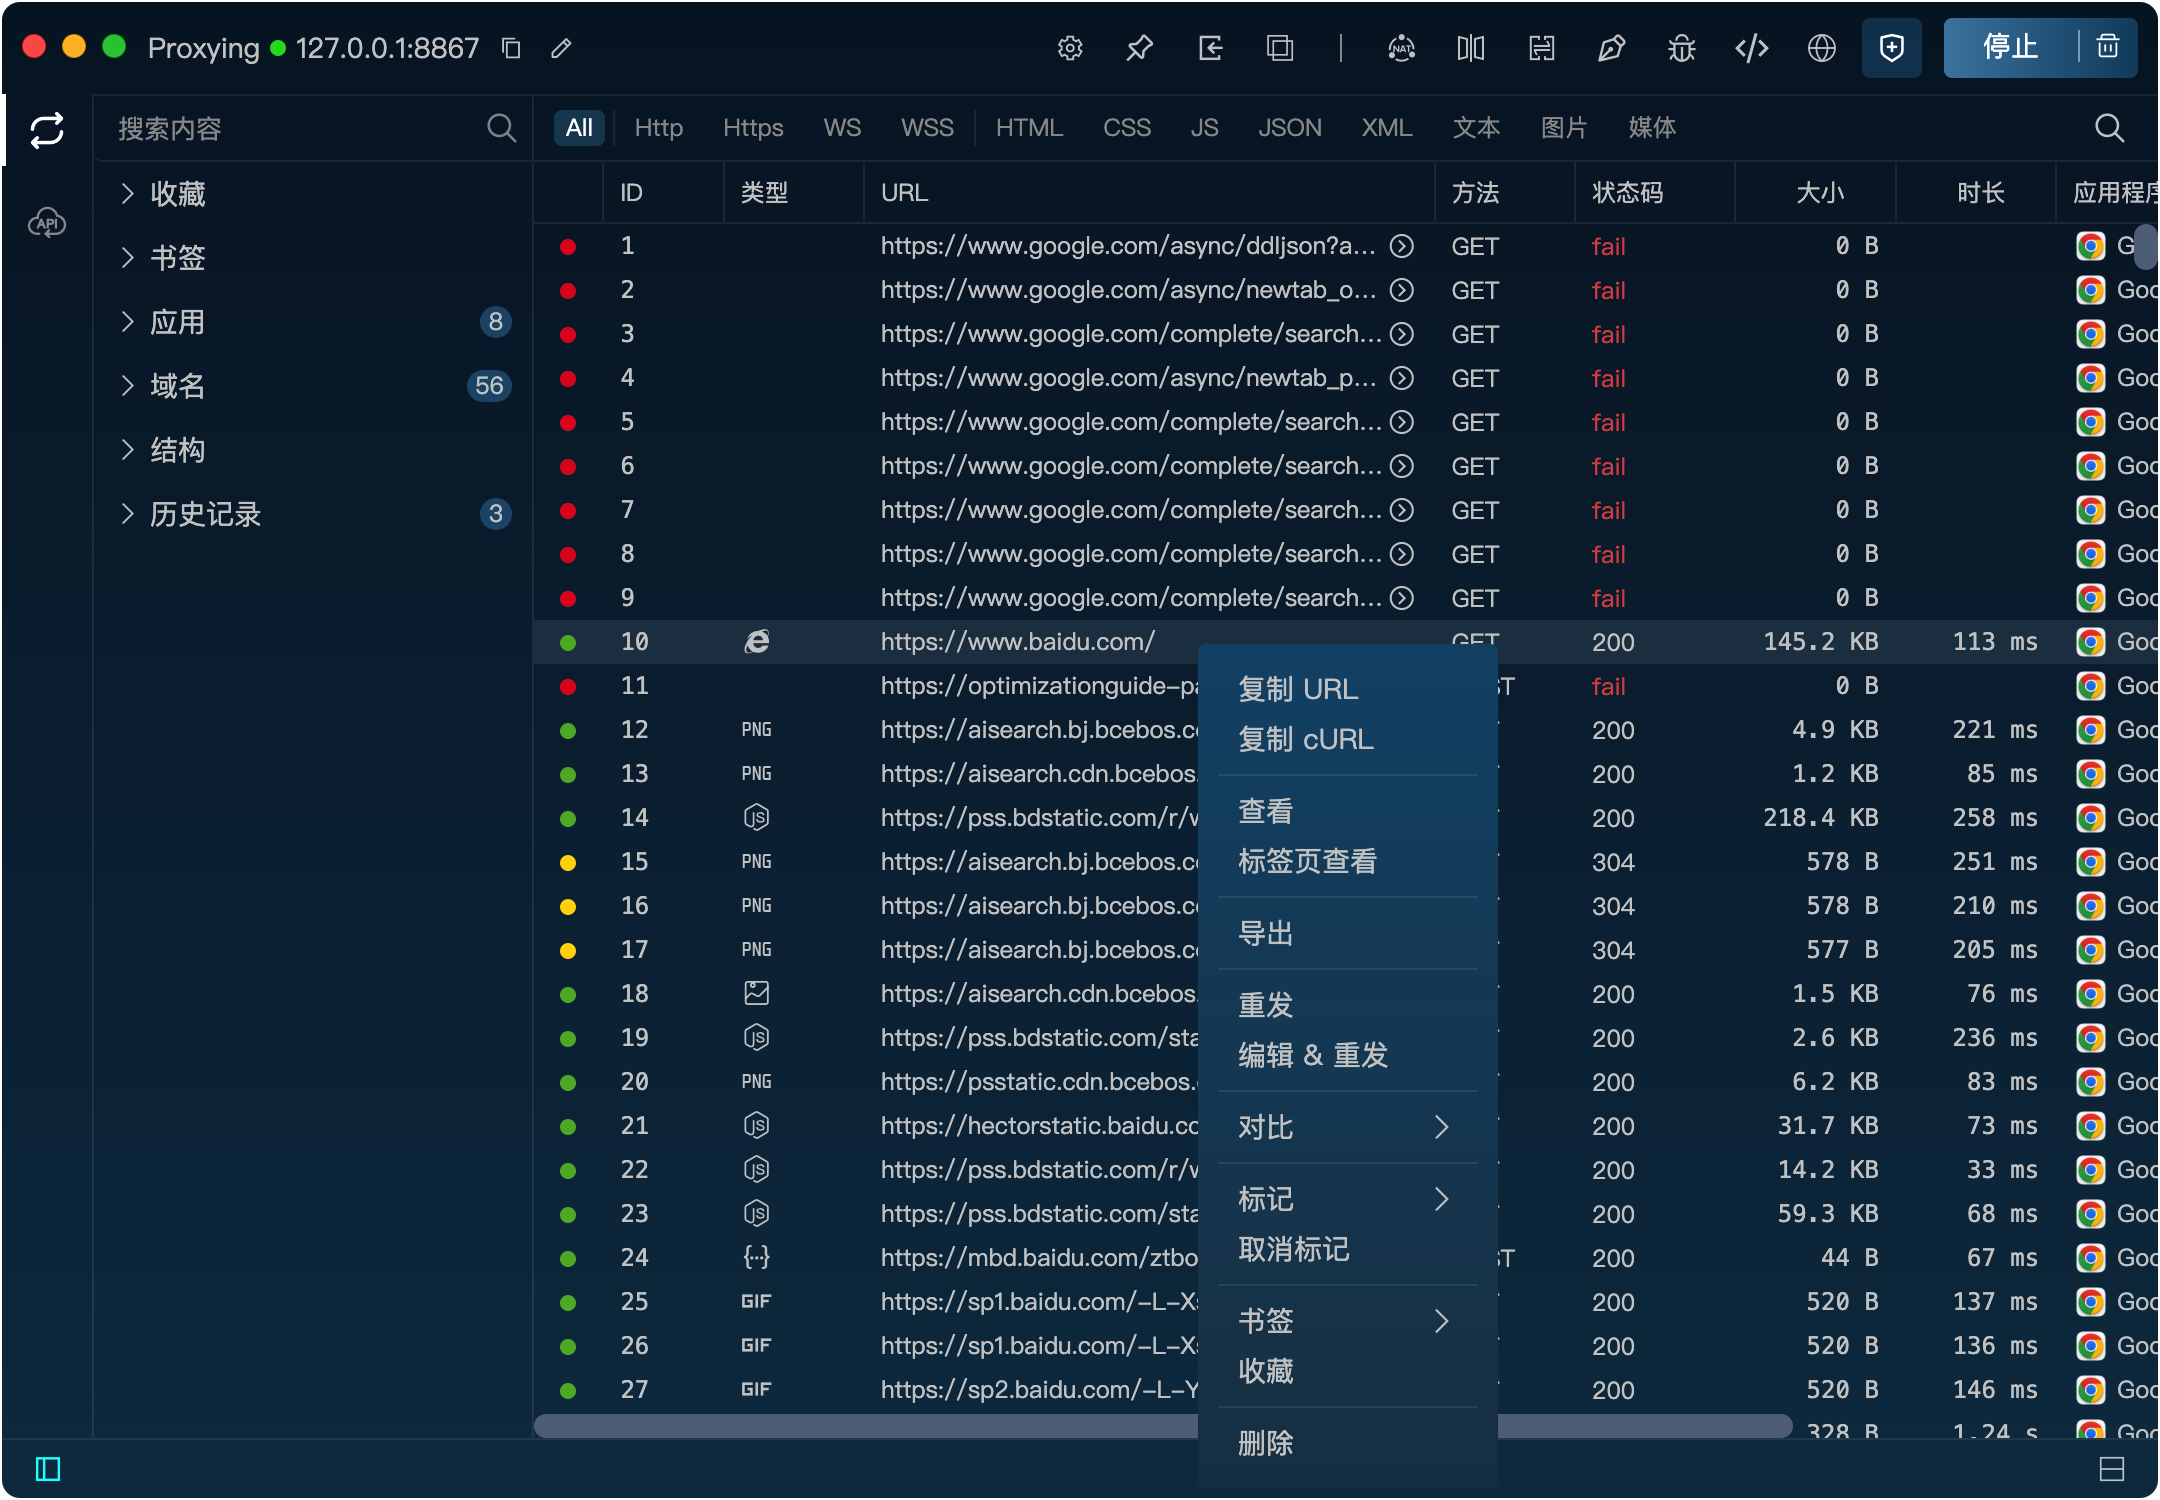 Proxying 127.0.0.1:8867
NAT
停止
API
搜索内容
收藏
书签
应用 8
域名 56
结构
历史记录 3
All Http Https WS WSS HTML CSS JS JSON XML 文本 图片 媒体
ID 类型 URL 方法 状态码 大小 时长 应用程序
1 https://www.google.com/async/ddljson?a... GET fail 0 B G
2 https://www.google.com/async/newtab_o... GET fail 0 B Goo
3 https://www.google.com/complete/search... GET fail 0 B Goo
4 https://www.google.com/async/newtab_p... GET fail 0 B Goo
5 https://www.google.com/complete/search... GET fail 0 B Goo
6 https://www.google.com/complete/search... GET fail 0 B Goo
7 https://www.google.com/complete/search... GET fail 0 B Goo
8 https://www.google.com/complete/search... GET fail 0 B Goo
9 https://www.google.com/complete/search... GET fail 0 B Goo
10 https://www.baidu.com/ GET 200 145.2 KB 113 ms Goo
11 https://optimizationguide-pa ST fail 0 B Goo
12 PNG https://aisearch.bj.bcebos.co 200 4.9 KB 221 ms Goo
13 PNG https://aisearch.cdn.bcebos. 200 1.2 KB 85 ms Goo
14 JS https://pss.bdstatic.com/r/w 200 218.4 KB 258 ms Goo
15 PNG https://aisearch.bj.bcebos.co 304 578 B 251 ms Goo
16 PNG https://aisearch.bj.bcebos.co 304 578 B 210 ms Goo
17 PNG https://aisearch.bj.bcebos.co 304 577 B 205 ms Goo
18 https://aisearch.cdn.bcebos. 200 1.5 KB 76 ms Goo
19 JS https://pss.bdstatic.com/sta 200 2.6 KB 236 ms Goo
20 PNG https://psstatic.cdn.bcebos. 200 6.2 KB 83 ms Goo
21 JS https://hectorstatic.baidu.co 200 31.7 KB 73 ms Goo
22 JS https://pss.bdstatic.com/r/w 200 14.2 KB 33 ms Goo
23 JS https://pss.bdstatic.com/sta 200 59.3 KB 68 ms Goo
24 {...} https://mbd.baidu.com/ztbo ST 200 44 B 67 ms Goo
25 GIF https://sp1.baidu.com/-L-Xs 200 520 B 137 ms Goo
26 GIF https://sp1.baidu.com/-L-Xs 200 520 B 136 ms Goo
27 GIF https://sp2.baidu.com/-L-Y 200 520 B 146 ms Goo
328 B 1.24 s Goo
复制 URL
复制 cURL
查看
标签页查看
导出
重发
编辑 & 重发
对比
标记
取消标记
书签
收藏
删除